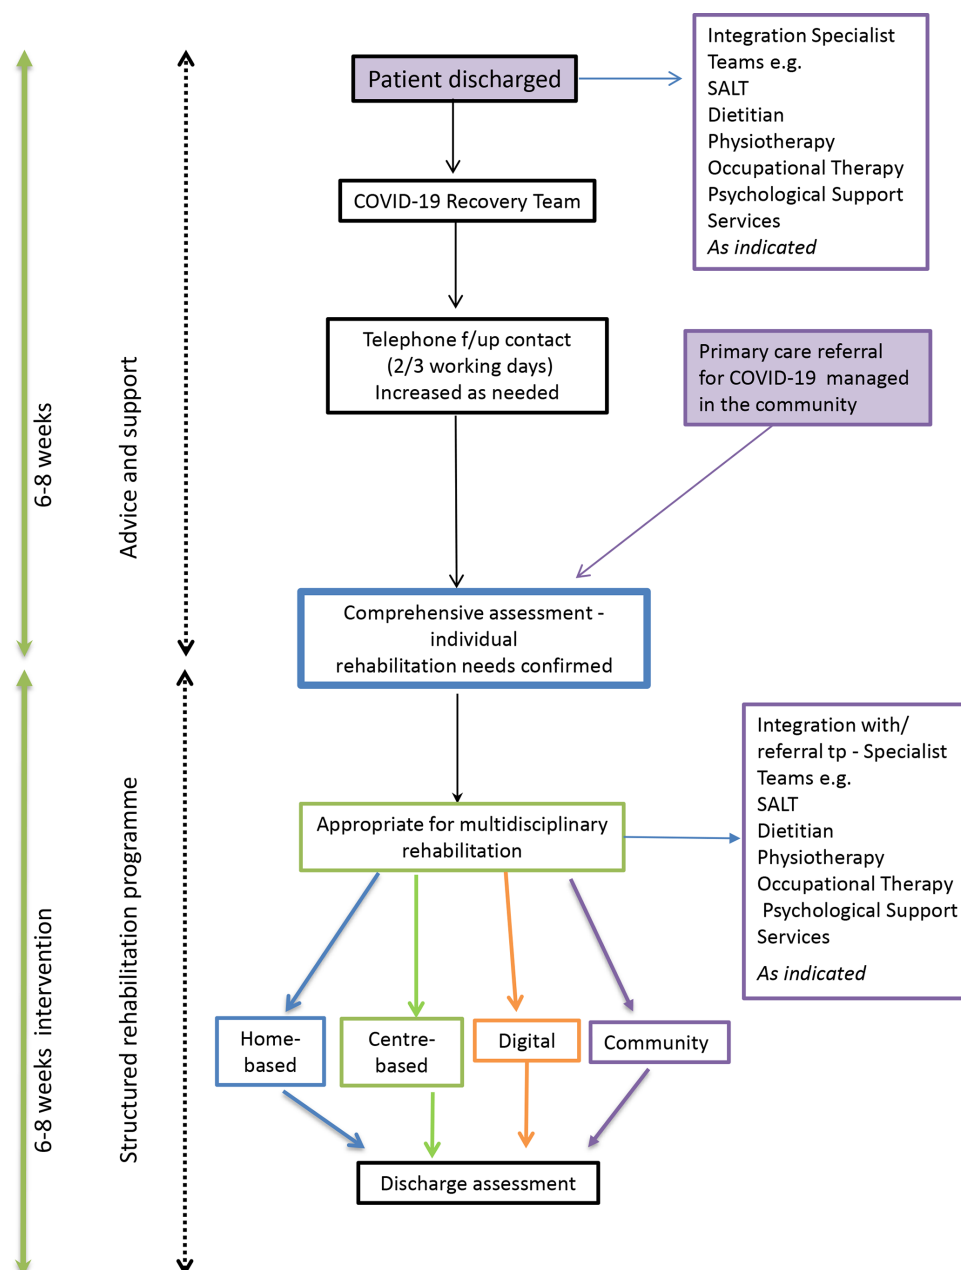 Patient discharged
Integration Specialist
Teams e.g.
SALT
Dietitian
Physiotherapy
Occupational Therapy
Psychological Support
Services
As indicated
COVID-19 Recovery Team
Telephone f/up contact
(2/3 working days)
Increased as needed
Primary care referral
for COVID-19 managed
in the community
6-8 weeks
Advice and support
Comprehensive assessment -
individual
rehabilitation needs confirmed
Integration with/
referral tp - Specialist
Teams e.g.
SALT
Dietitian
Physiotherapy
Occupational Therapy
Psychological Support
Services
As indicated
Appropriate for multidisciplinary
rehabilitation
6-8 weeks intervention
Structured rehabilitation programme
Home-
based
Centre-
based
Digital
Community
Discharge assessment